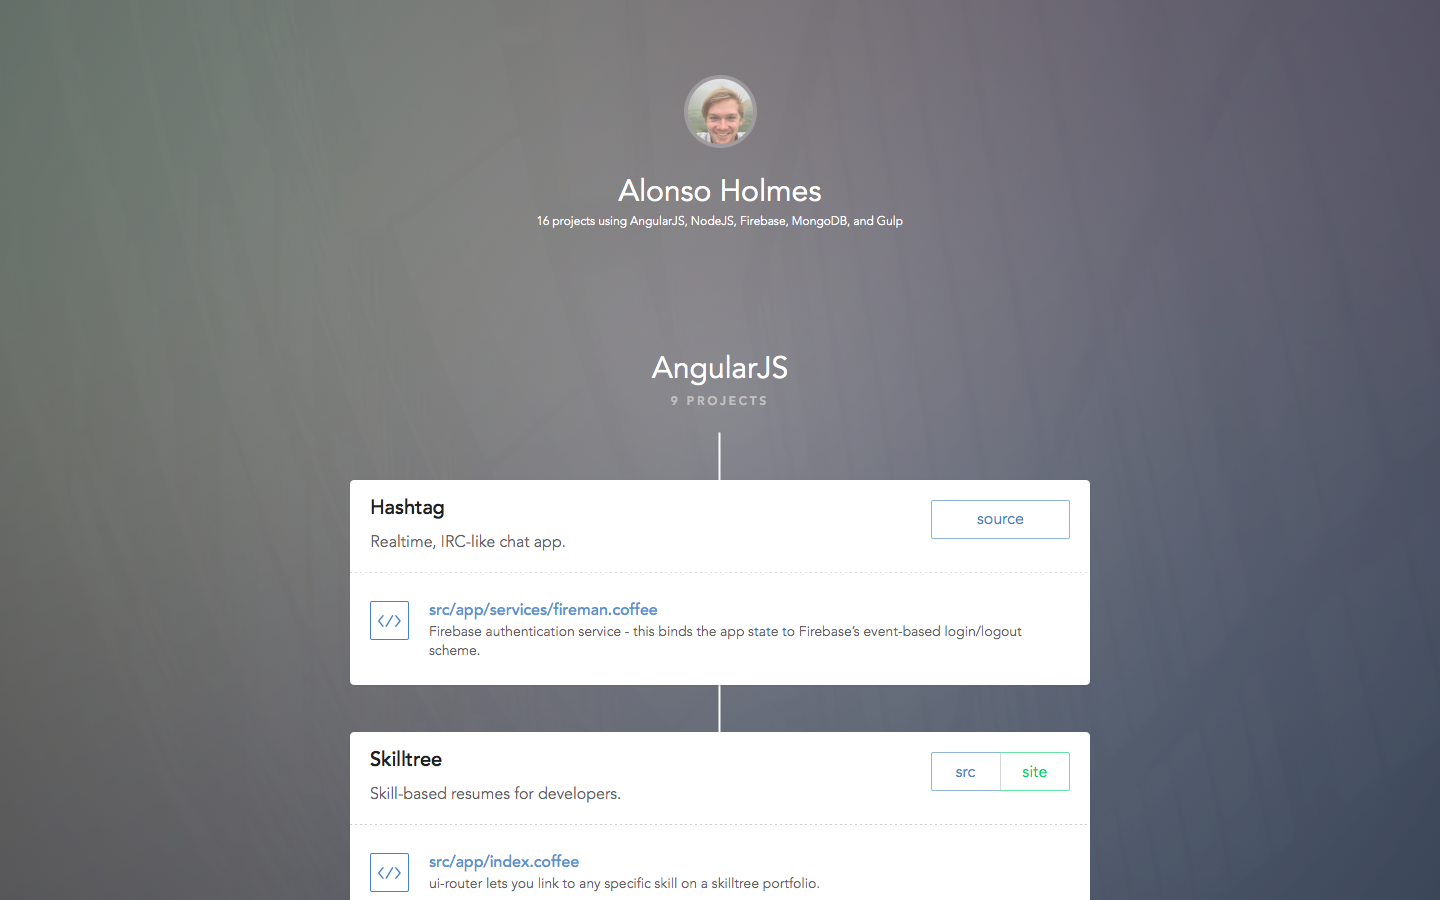 Alonso Holmes
16 projects using AngularJS, NodeJS, Firebase, MongoDB, and Gulp
AngularJS
9 PROJECTS
Hashtag
source
Realtime, IRC-like chat app.
</>
src/app/services/fireman.coffee
Firebase authentication service - this binds the app state to Firebase’s event-based login/logout
scheme.
Skilltree
src
site
Skill-based resumes for developers.
</>
src/app/index.coffee
ui-router lets you link to any specific skill on a skilltree portfolio.